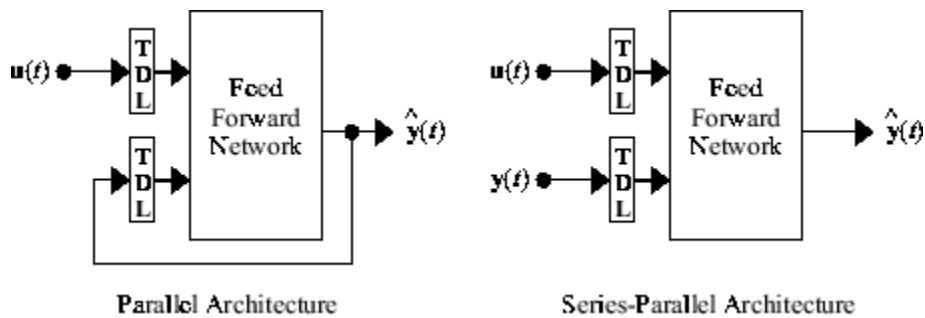 u(t)
T
D
L
T
D
L
Feed
Forward
Network
ŷ(t)
Parallel Architecture
u(t)
y(t)
T
D
L
T
D
L
Feed
Forward
Network
ŷ(t)
Series-Parallel Architecture